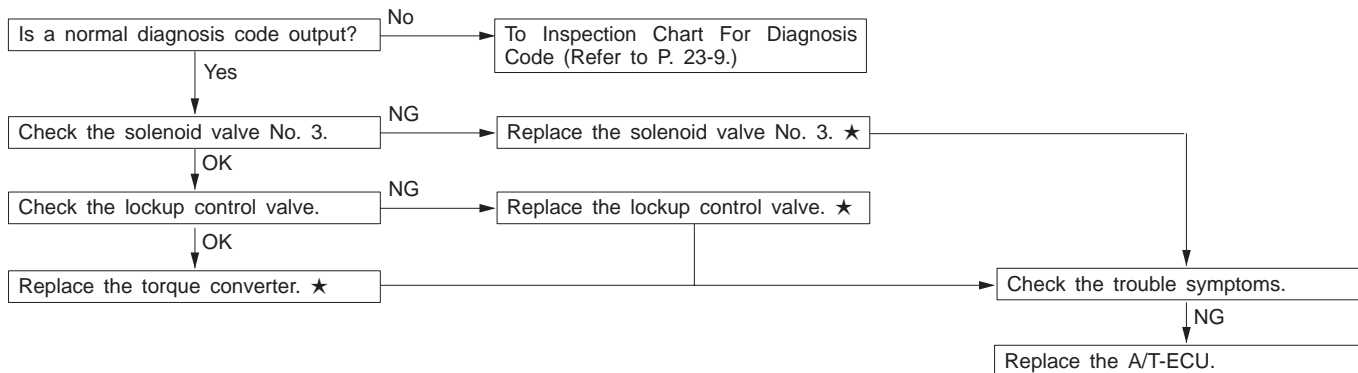 Is a normal diagnosis code output?
No
To Inspection Chart For Diagnosis
Code (Refer to P. 23-9.)
Yes
Check the solenoid valve No. 3.
NG
Replace the solenoid valve No. 3. ★
OK
Check the lockup control valve.
NG
Replace the lockup control valve. ★
OK
Replace the torque converter. ★
Check the trouble symptoms.
NG
Replace the A/T-ECU.